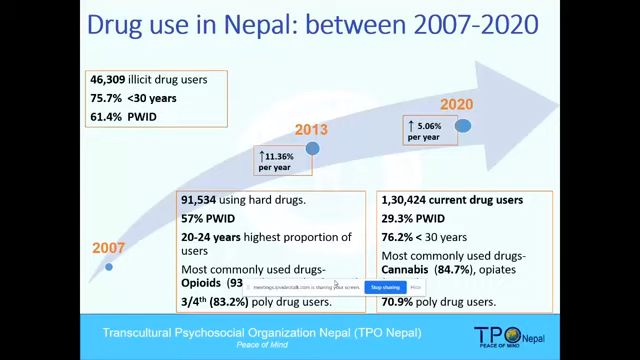 Drug use in Nepal: between 2007-2020
46,309 illicit drug users
75.7% <30 years
61.4% PWID
2007
2013
↑11.36%
per year
2020
↑ 5.06%
per year
91,534 using hard drugs.
57% PWID
20-24 years highest proportion of
users
Most commonly used drugs-
Opioids (93
3/4th (83.2%) poly drug users.
1,30,424 current drug users
29.3% PWID
76.2% < 30 years
Most commonly used drugs-
Cannabis (84.7%), opiates
70.9% poly drug users.
is sharing your screen.
Stop sharing
Hide
Transcultural Psychosocial Organization Nepal (TPO Nepal)
Peace of Mind
TPO Nepal
PEACE OF MIND